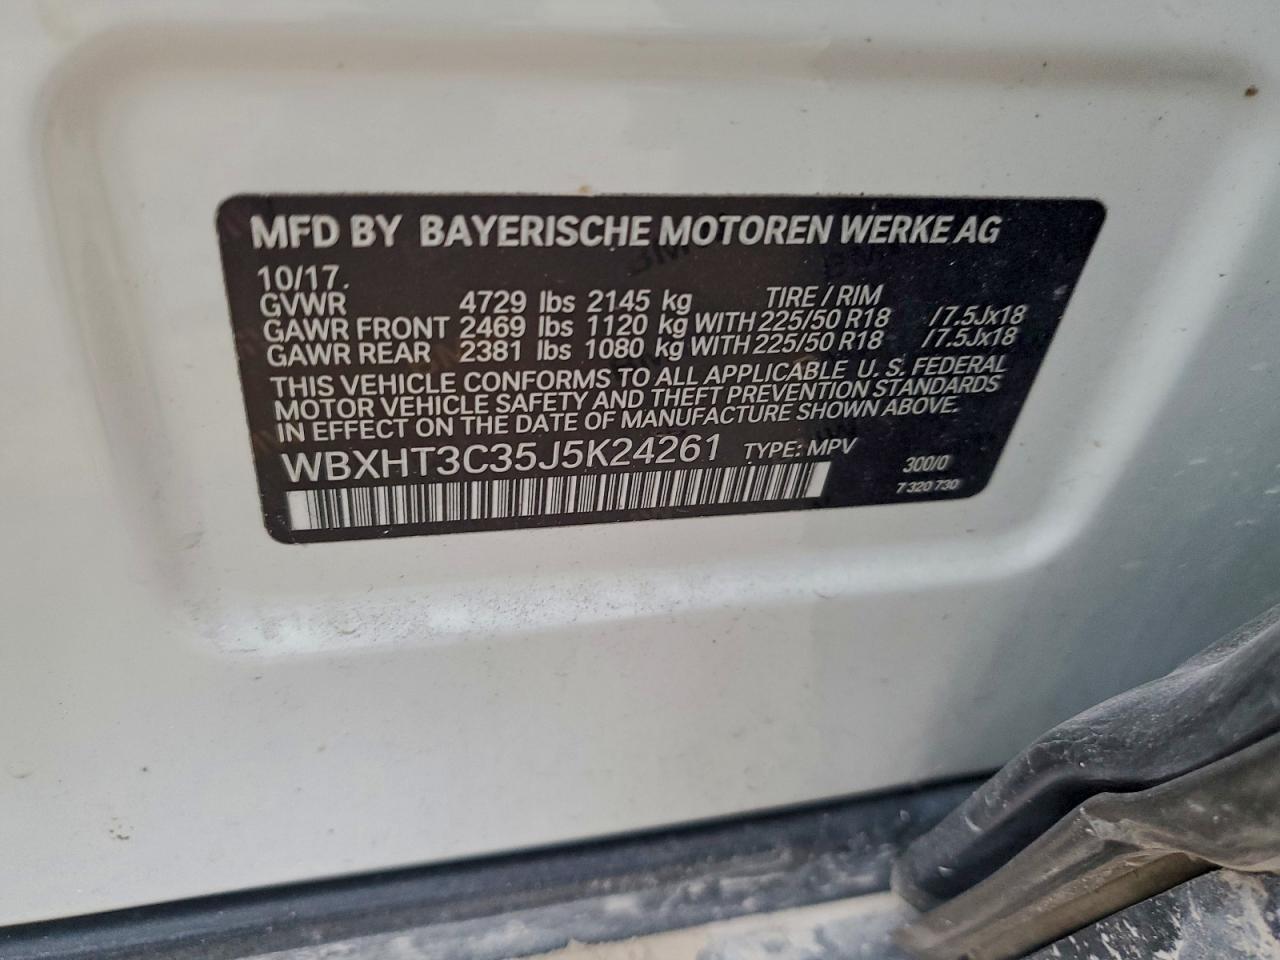 MFD BY BAYERISCHE MOTOREN WERKE AG
10/17.
GVWR 4729 lbs 2145 kg TIRE / RIM
GAWR FRONT 2469 lbs 1120 kg WITH 225/50 R18 / 7.5Jx18
GAWR REAR 2381 lbs 1080 kg WITH 225/50 R18 / 7.5Jx18
THIS VEHICLE CONFORMS TO ALL APPLICABLE U. S. FEDERAL
MOTOR VEHICLE SAFETY AND THEFT PREVENTION STANDARDS
IN EFFECT ON THE DATE OF MANUFACTURE SHOWN ABOVE.
WBXHT3C35J5K24261 TYPE: MPV
300/0
7 320 730